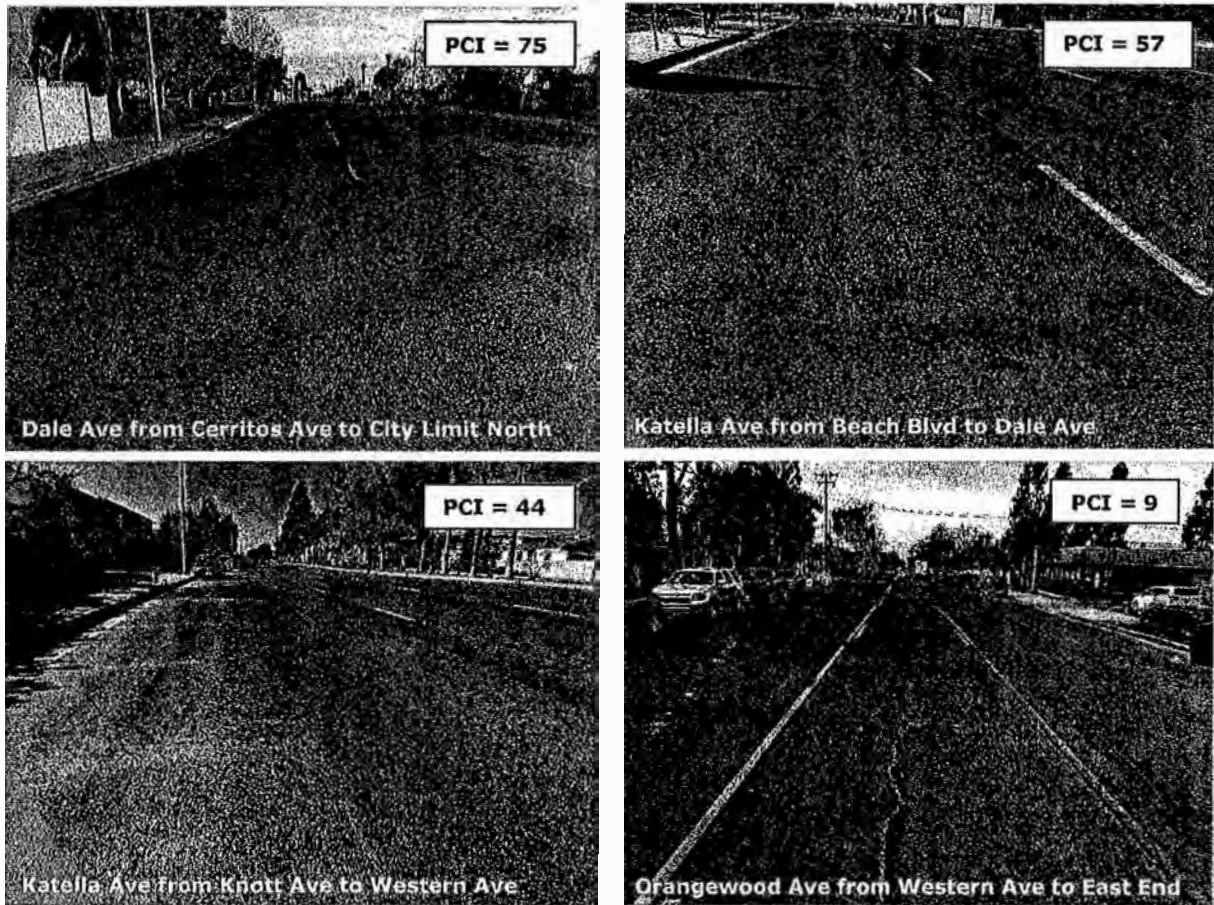 PCI = 75
Dale Ave from Cerritos Ave to City Limit North
PCI = 57
Katella Ave from Beach Blvd to Dale Ave
PCI = 44
Katella Ave from Knott Ave to Western Ave
PCI = 9
Orangewood Ave from Western Ave to East End